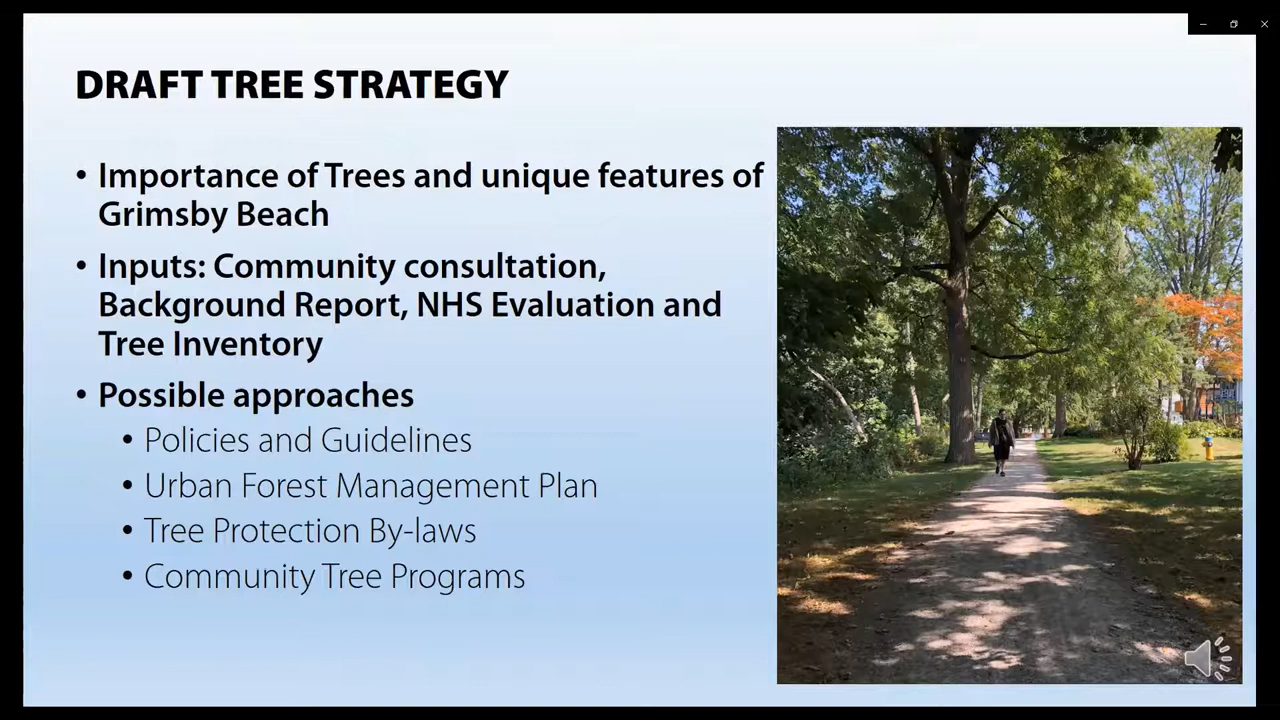 DRAFT TREE STRATEGY
• Importance of Trees and unique features of
Grimsby Beach
• Inputs: Community consultation,
Background Report, NHS Evaluation and
Tree Inventory
• Possible approaches
• Policies and Guidelines
• Urban Forest Management Plan
• Tree Protection By-laws
• Community Tree Programs